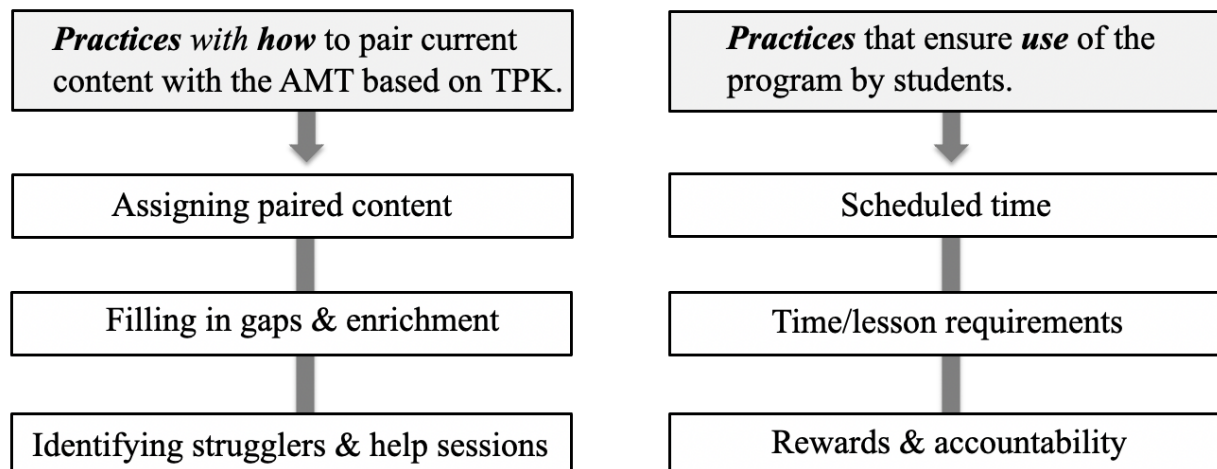 Practices with how to pair current
content with the AMT based on TPK.
Assigning paired content
Filling in gaps & enrichment
Identifying strugglers & help sessions
Practices that ensure use of the
program by students.
Scheduled time
Time/lesson requirements
Rewards & accountability